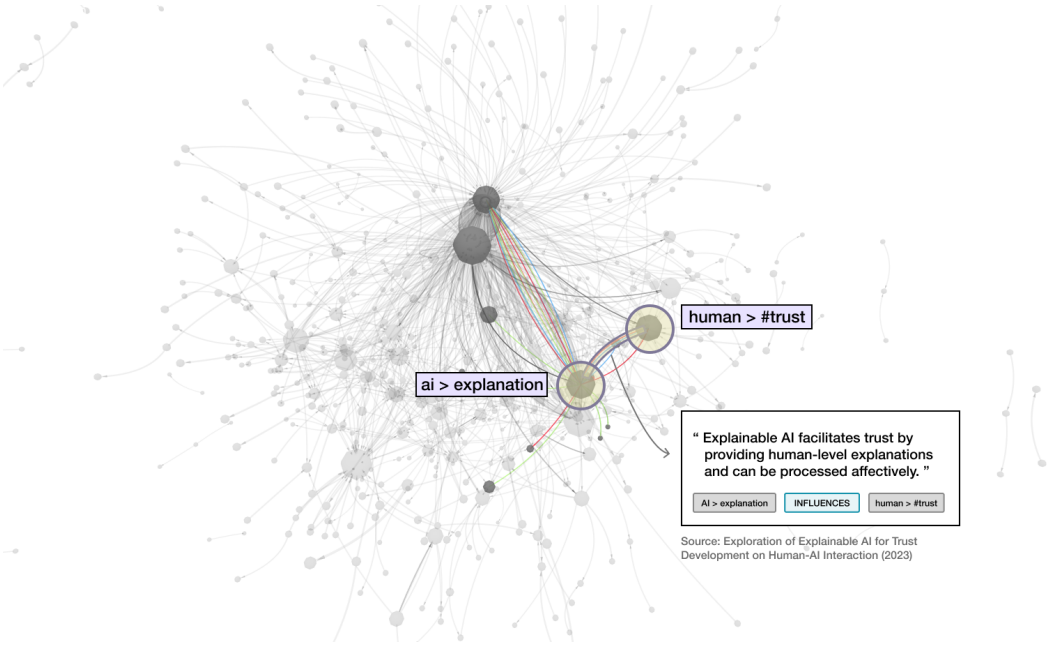 human > #trust
ai > explanation
“ Explainable AI facilitates trust by
providing human-level explanations
and can be processed affectively. ”
AI > explanation
INFLUENCES
human > #trust
Source: Exploration of Explainable AI for Trust
Development on Human-AI Interaction (2023)